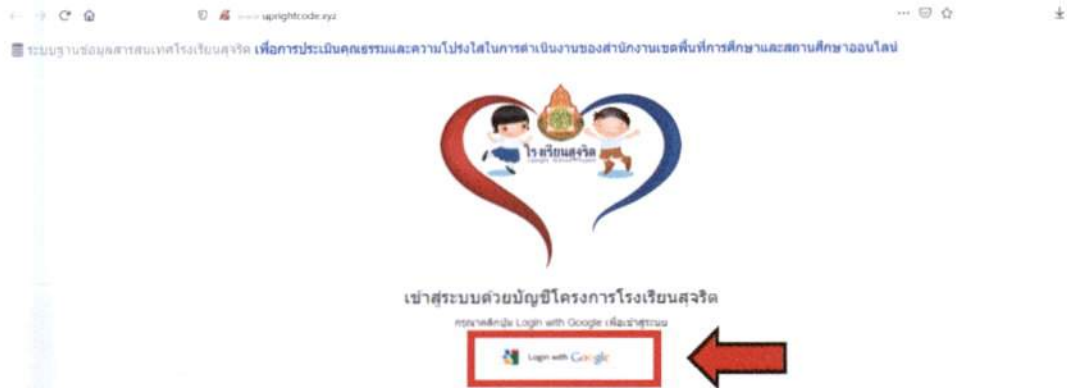 www.uprightcode.xyz
ระบบฐานข้อมูลสารสนเทศโรงเรียนสุจริต เพื่อการประเมินคุณธรรมและความโปร่งใสในการดำเนินงานของสำนักงานเขตพื้นที่การศึกษาและสถานศึกษาออนไลน์
โรงเรียนสุจริต
เข้าสู่ระบบด้วยบัญชีโครงการโรงเรียนสุจริต
กรุณาคลิกปุ่ม Login with Google เพื่อเข้าสู่ระบบ
Login with Google